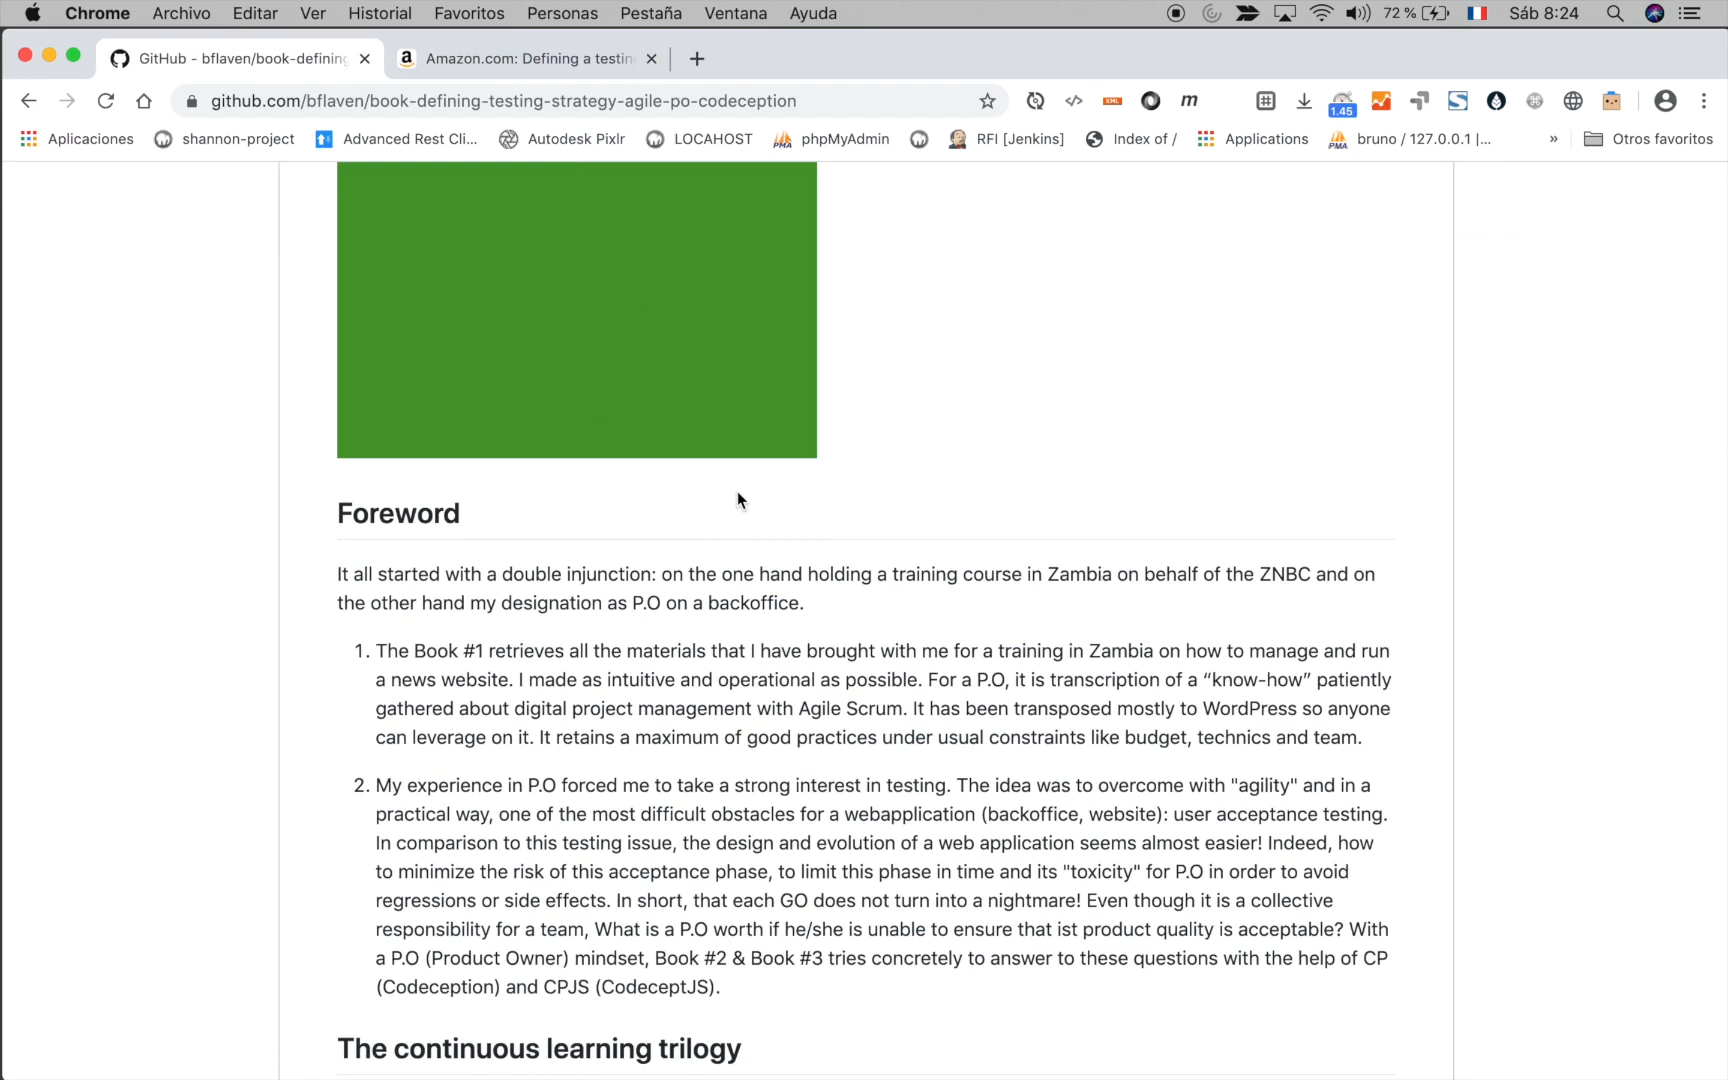 Chrome Archivo Editar Ver Historial Favoritos Personas Pestaña Ventana Ayuda 72 % Sáb 8:24
GitHub - bflaven/book-defining Amazon.com: Defining a testin
github.com/bflaven/book-defining-testing-strategy-agile-po-codeception XML m 1.45
Aplicaciones shannon-project Advanced Rest Cli... Autodesk Pixlr LOCAHOST phpMyAdmin RFI [Jenkins] Index of / Applications bruno / 127.0.0.1 |... » Otros favoritos
Foreword
It all started with a double injunction: on the one hand holding a training course in Zambia on behalf of the ZNBC and on
the other hand my designation as P.O on a backoffice.
1. The Book #1 retrieves all the materials that I have brought with me for a training in Zambia on how to manage and run
a news website. I made as intuitive and operational as possible. For a P.O, it is transcription of a “know-how” patiently
gathered about digital project management with Agile Scrum. It has been transposed mostly to WordPress so anyone
can leverage on it. It retains a maximum of good practices under usual constraints like budget, technics and team.
2. My experience in P.O forced me to take a strong interest in testing. The idea was to overcome with "agility" and in a
practical way, one of the most difficult obstacles for a webapplication (backoffice, website): user acceptance testing.
In comparison to this testing issue, the design and evolution of a web application seems almost easier! Indeed, how
to minimize the risk of this acceptance phase, to limit this phase in time and its "toxicity" for P.O in order to avoid
regressions or side effects. In short, that each GO does not turn into a nightmare! Even though it is a collective
responsibility for a team, What is a P.O worth if he/she is unable to ensure that ist product quality is acceptable? With
a P.O (Product Owner) mindset, Book #2 & Book #3 tries concretely to answer to these questions with the help of CP
(Codeception) and CPJS (CodeceptJS).
The continuous learning trilogy